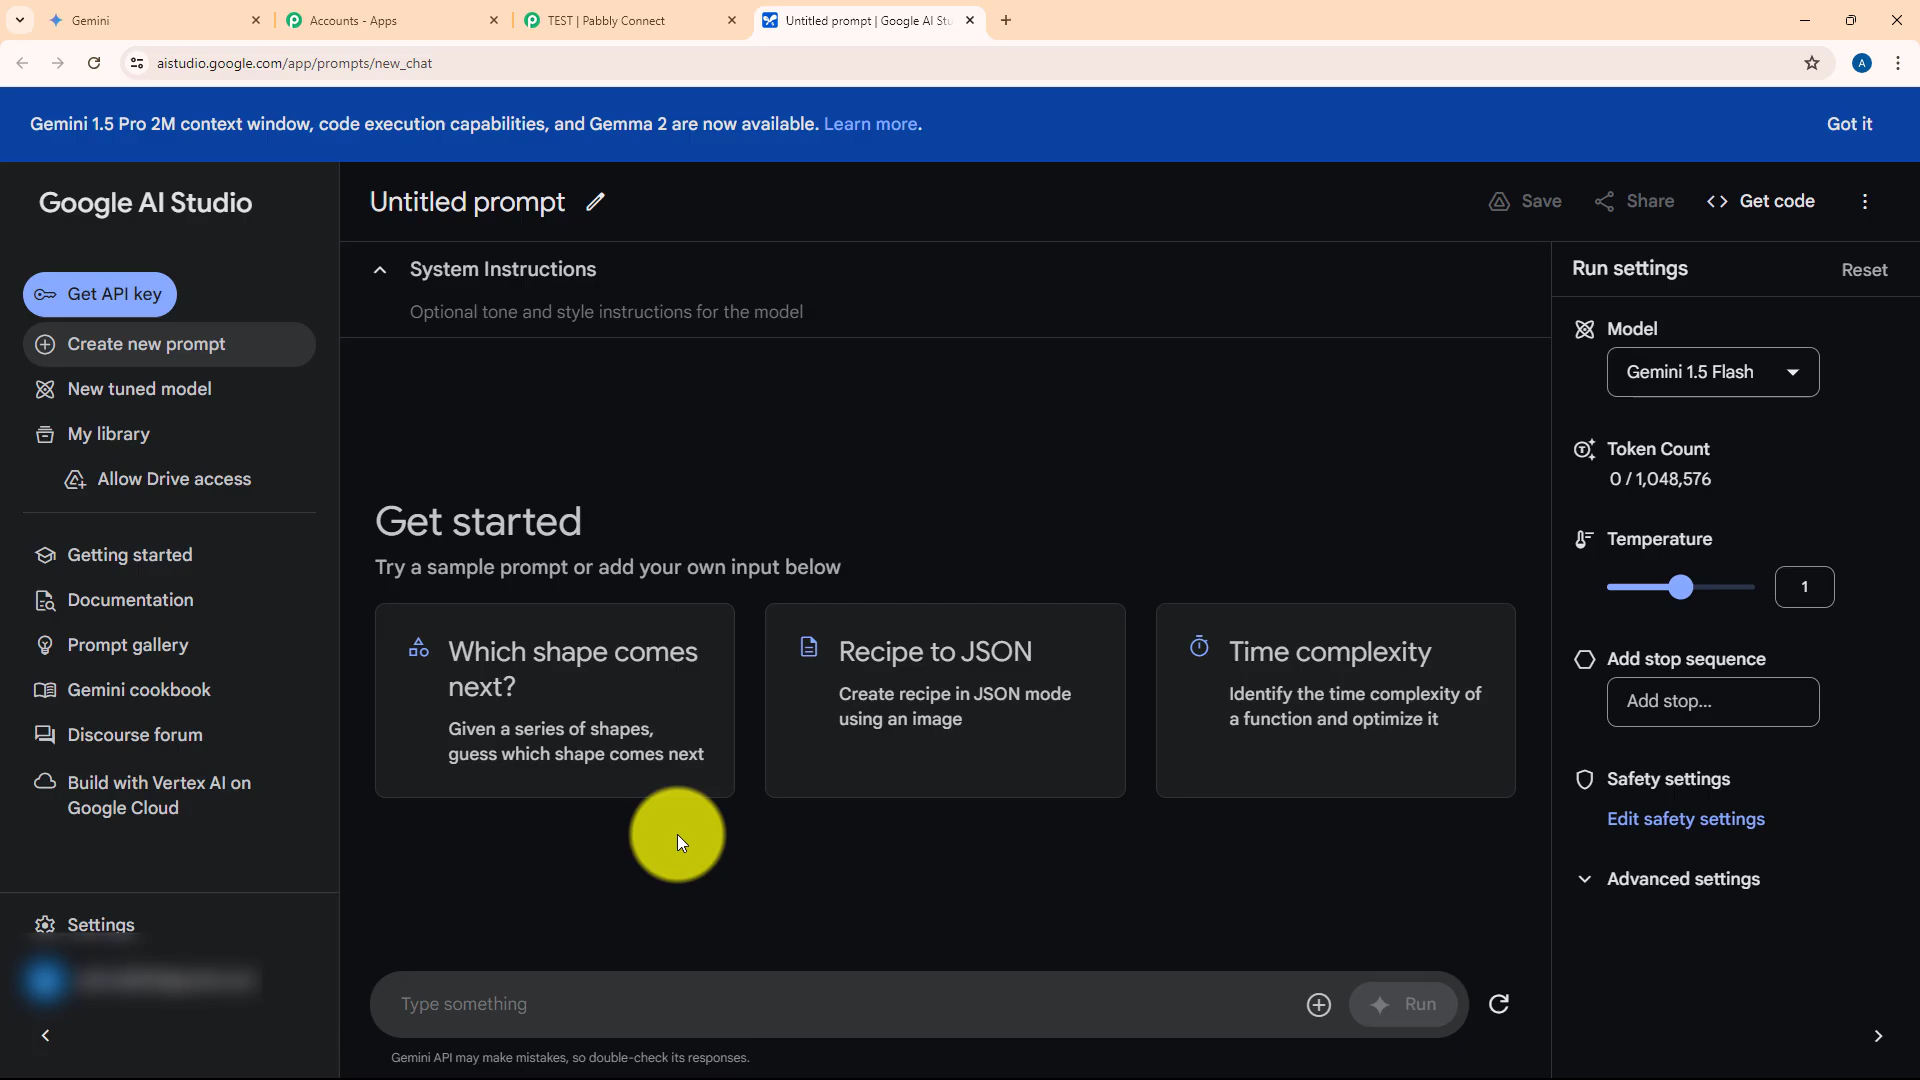 Gemini
Accounts - Apps
TEST | Pabbly Connect
Untitled prompt | Google AI Stu
aistudio.google.com/app/prompts/new_chat
A
Gemini 1.5 Pro 2M context window, code execution capabilities, and Gemma 2 are now available. Learn more.
Got it
Google AI Studio
Untitled prompt
Save
Share
Get code
Get API key
Create new prompt
New tuned model
My library
Allow Drive access
Getting started
Documentation
Prompt gallery
Gemini cookbook
Discourse forum
Build with Vertex AI on
Google Cloud
Settings
System Instructions
Optional tone and style instructions for the model
Get started
Try a sample prompt or add your own input below
Which shape comes
next?
Given a series of shapes,
guess which shape comes next
Recipe to JSON
Create recipe in JSON mode
using an image
Time complexity
Identify the time complexity of
a function and optimize it
Type something
Run
Gemini API may make mistakes, so double-check its responses.
Run settings
Reset
Model
Gemini 1.5 Flash
Token Count
0 / 1,048,576
Temperature
1
Add stop sequence
Add stop...
Safety settings
Edit safety settings
Advanced settings